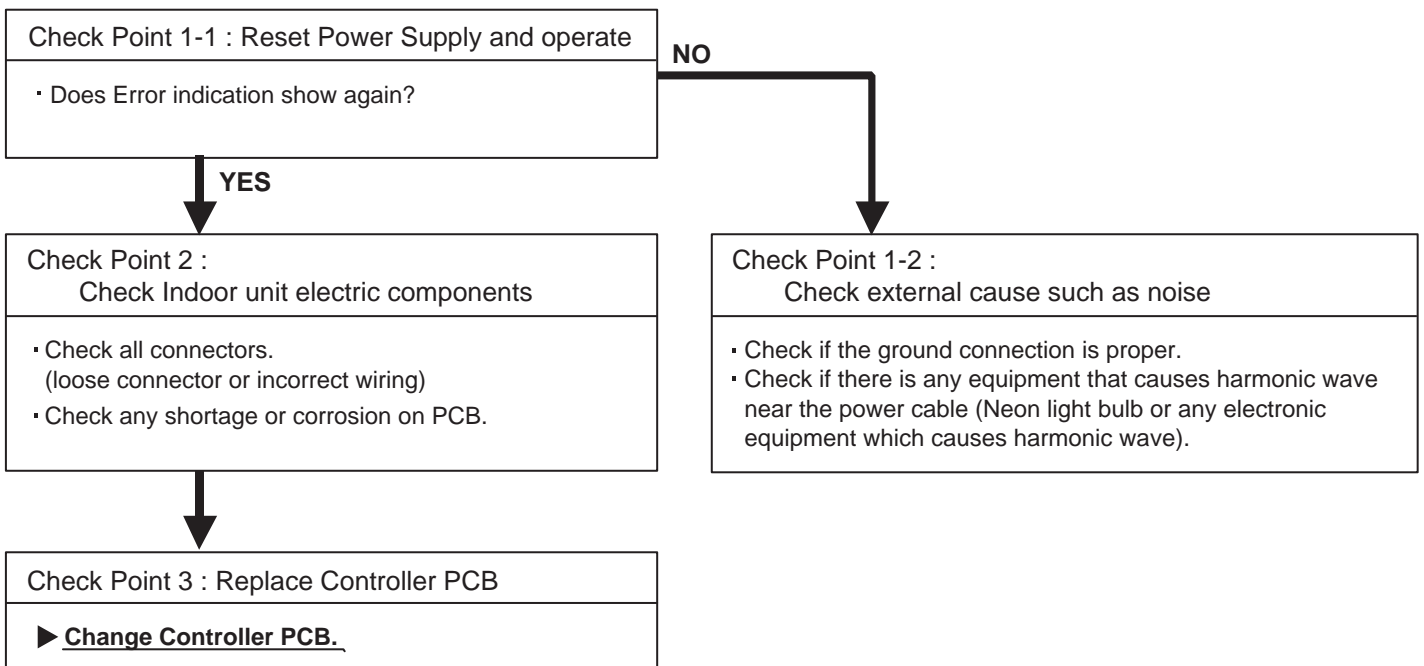 Check Point 1-1 : Reset Power Supply and operate
· Does Error indication show again?
NO
YES
Check Point 2 :
Check Indoor unit electric components
· Check all connectors.
(loose connector or incorrect wiring)
· Check any shortage or corrosion on PCB.
Check Point 1-2 :
Check external cause such as noise
· Check if the ground connection is proper.
· Check if there is any equipment that causes harmonic wave
near the power cable (Neon light bulb or any electronic
equipment which causes harmonic wave).
Check Point 3 : Replace Controller PCB
▶ Change Controller PCB.